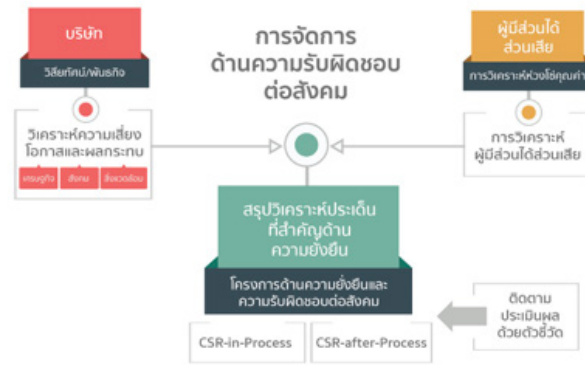 บริษัท
วิสัยทัศน์/พันธกิจ
วิเคราะห์ความเสี่ยง
โอกาสและผลกระทบ
เศรษฐกิจ
สังคม
สิ่งแวดล้อม
การจัดการ
ด้านความรับผิดชอบ
ต่อสังคม
ผู้มีส่วนได้
ส่วนเสีย
การวิเคราะห์ห่วงโซ่คุณค่า
การวิเคราะห์
ผู้มีส่วนได้ส่วนเสีย
สรุปวิเคราะห์ประเด็น
ที่สำคัญด้าน
ความยั่งยืน
โครงการด้านความยั่งยืนและ
ความรับผิดชอบต่อสังคม
CSR-in-Process
CSR-after-Process
ติดตาม
ประเมินผล
ด้วยตัวชี้วัด